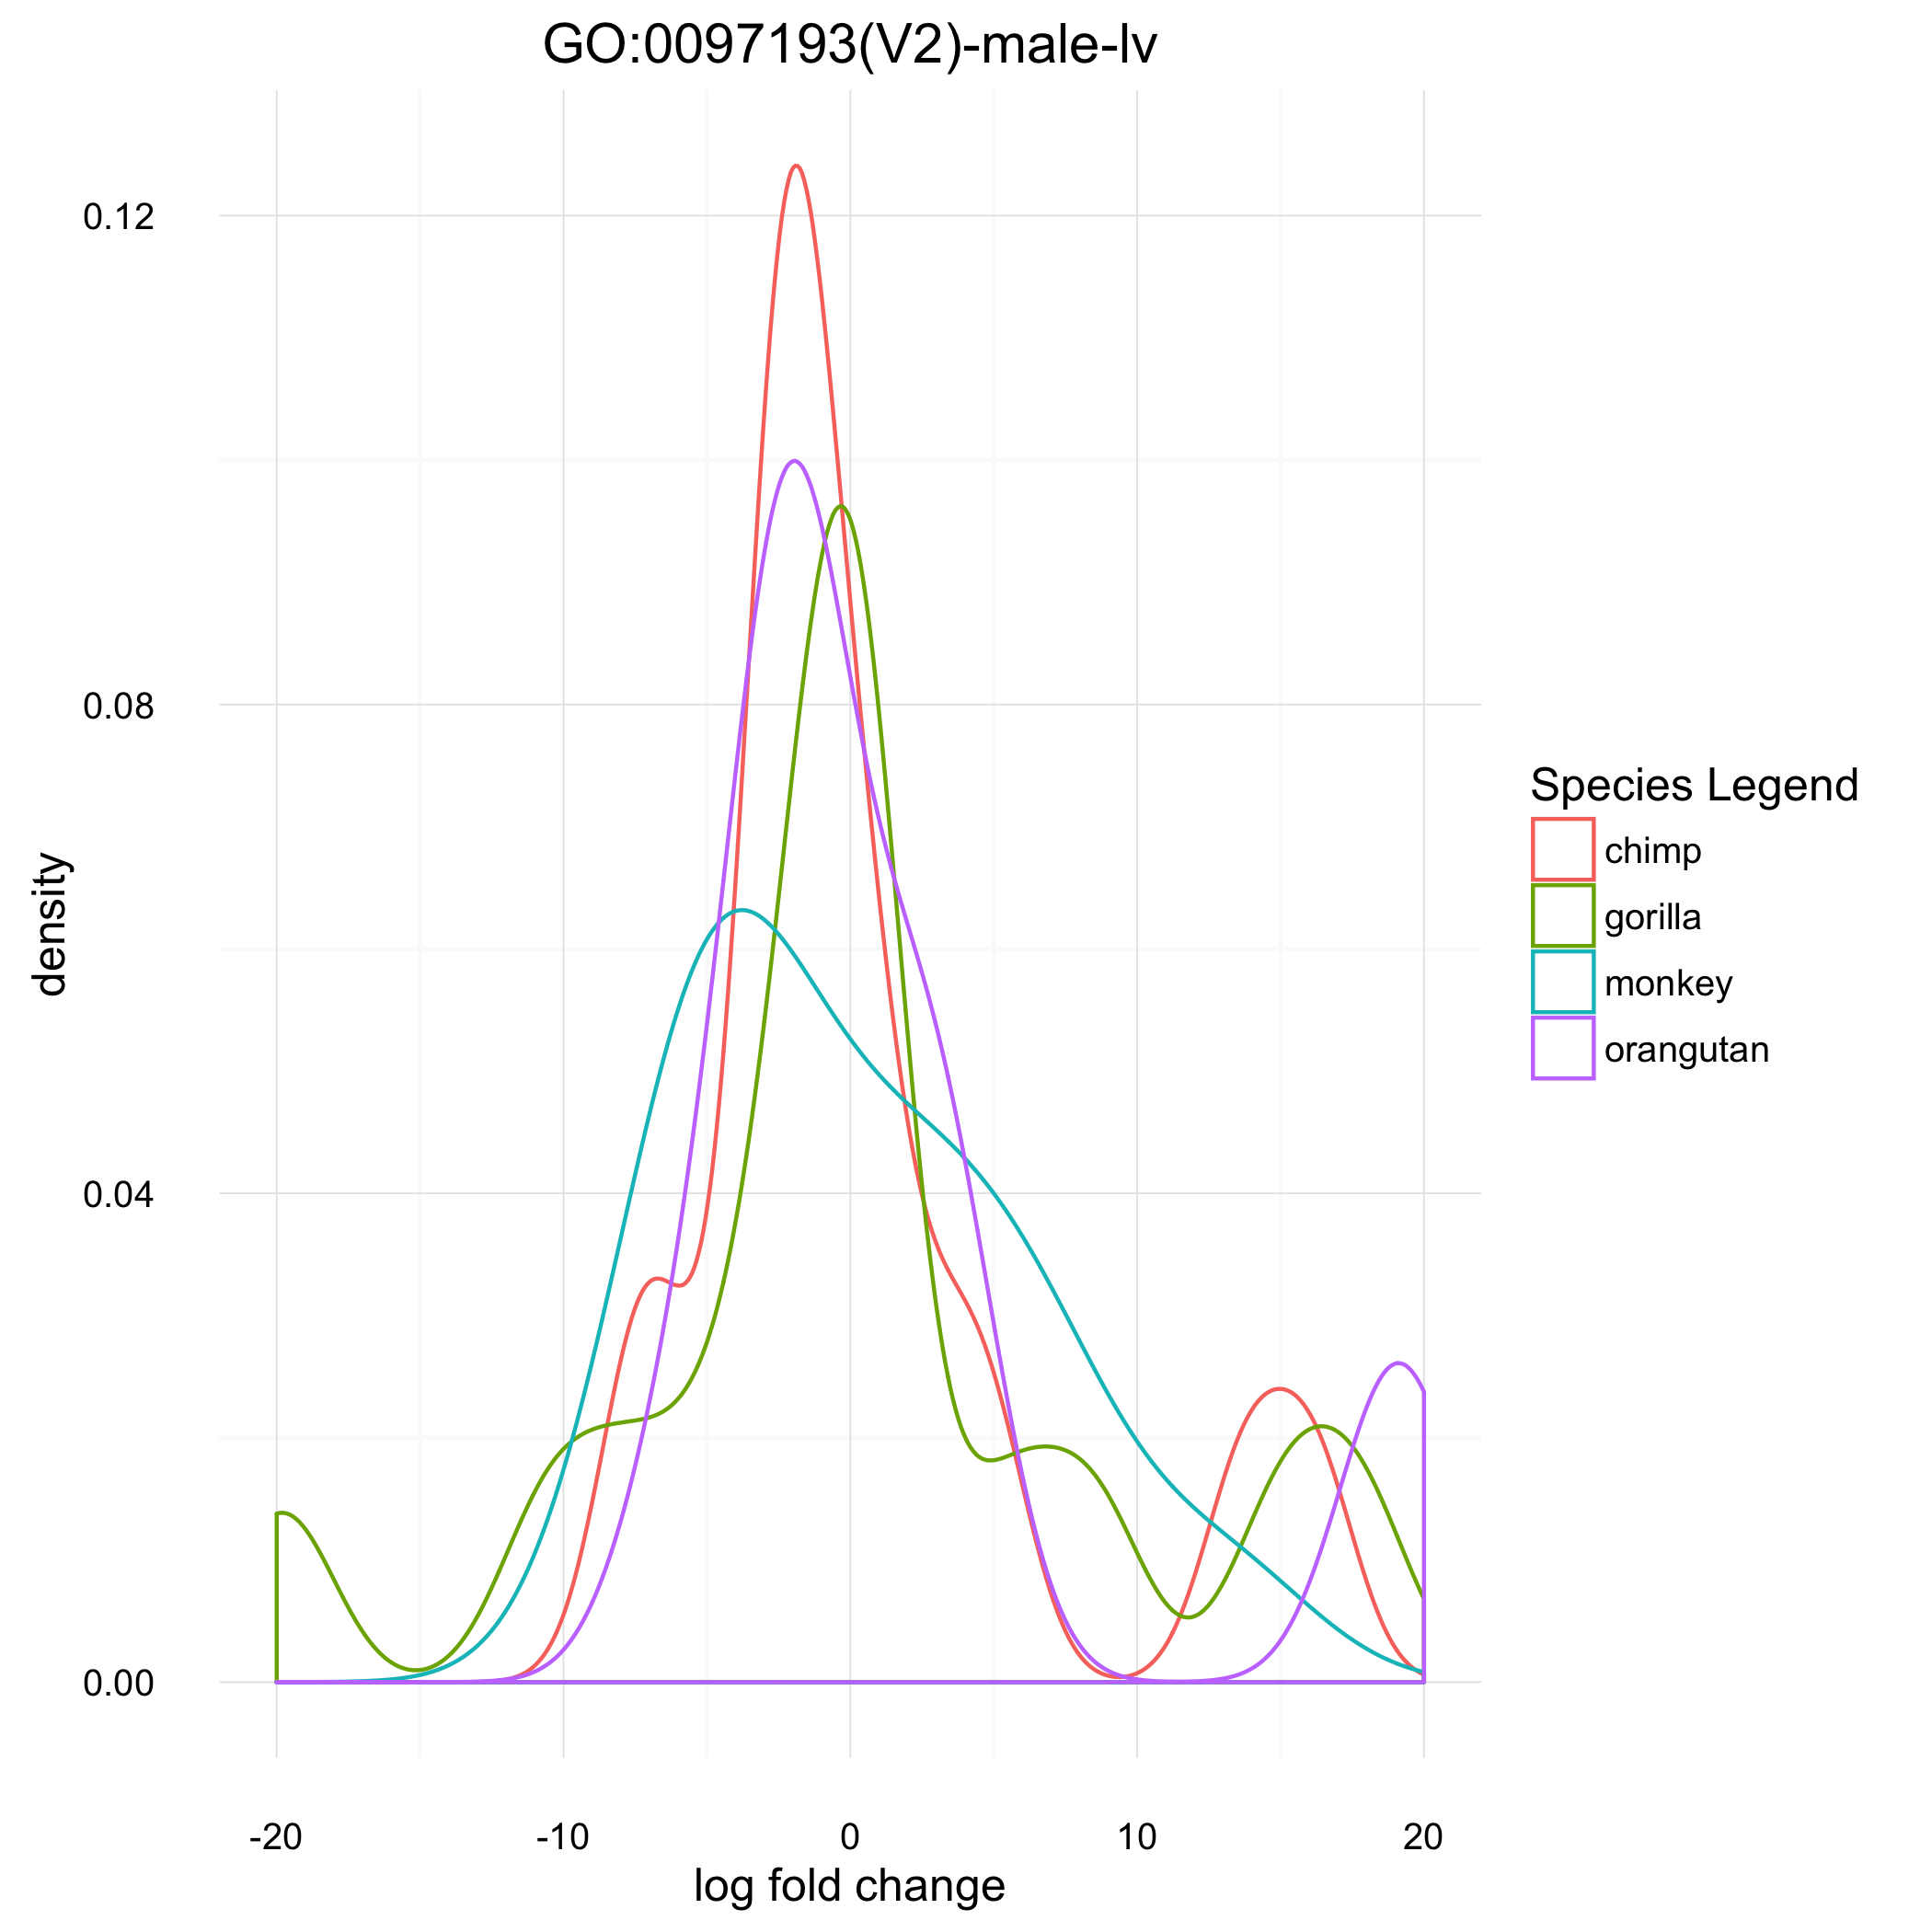 GO:0097193(V2)-male-lv
0.12
0.08
0.04
0.00
density
-20 -10 0 10 20
log fold change
Species Legend
chimp
gorilla
monkey
orangutan